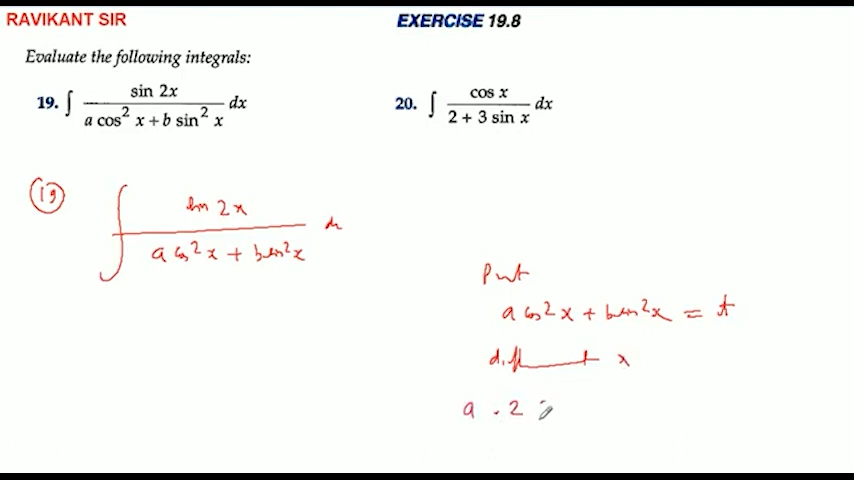 RAVIKANT SIR
EXERCISE 19.8
Evaluate the following integrals:
19. ∫ sin 2x / (a cos² x + b sin² x) dx
20. ∫ cos x / (2 + 3 sin x) dx
(19) ∫ sin 2x / (a cos²x + b sin²x) dx
Put
a cos²x + b sin²x = t
diff x
a . 2